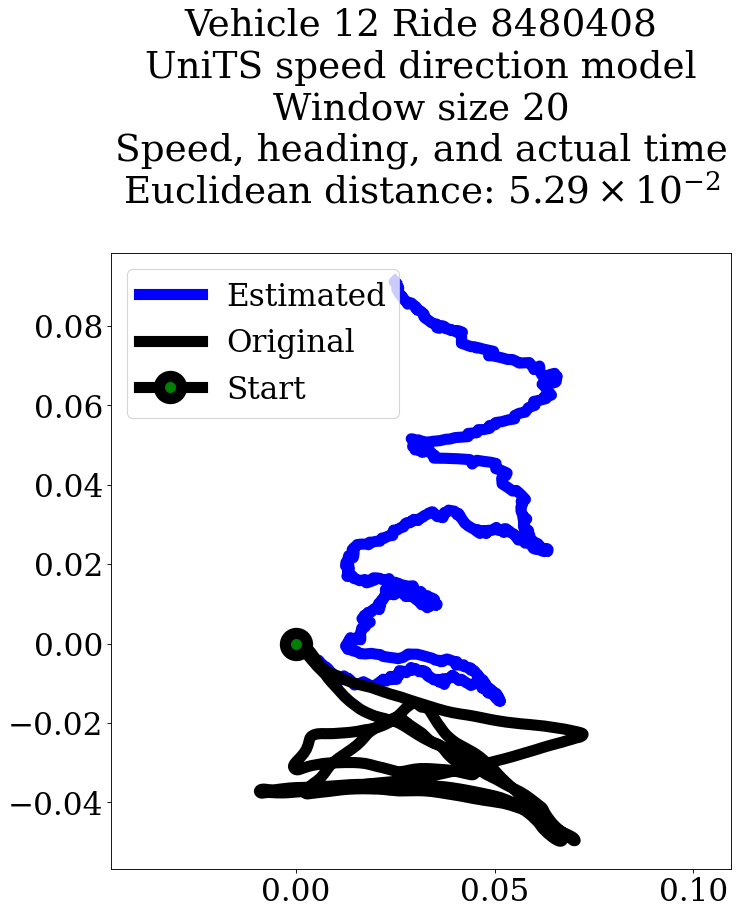 Vehicle 12 Ride 8480408
UniTS speed direction model
Window size 20
Speed, heading, and actual time
Euclidean distance: 5.29 × 10⁻²
Estimated
Original
Start
0.08
0.06
0.04
0.02
0.00
−0.02
−0.04
0.00 0.05 0.10